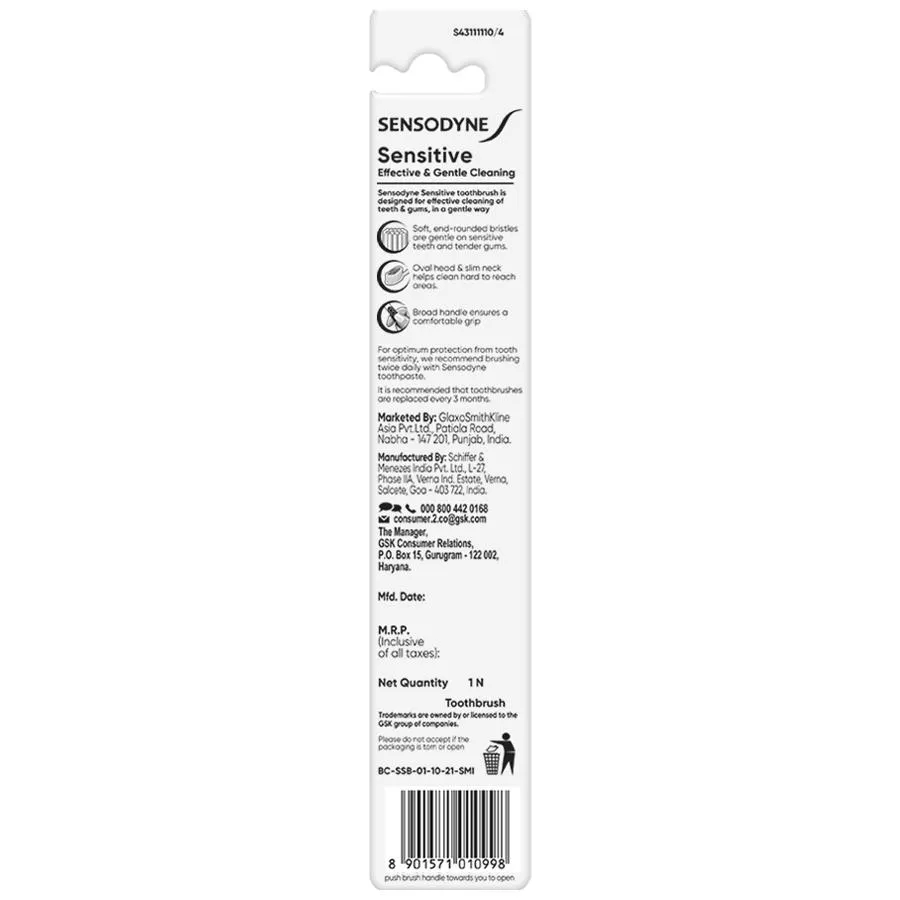 S43111110/4
SENSODYNE
Sensitive
Effective & Gentle Cleaning
Sensodyne Sensitive toothbrush is
designed for effective cleaning of
teeth & gums, in a gentle way
Soft, end-rounded bristles
are gentle on sensitive
teeth and tender gums.
Oval head & slim neck
helps clean hard to reach
areas.
Broad handle ensures a
comfortable grip
For optimum protection from tooth
sensitivity, we recommend brushing
twice daily with Sensodyne
toothpaste.
It is recommended that toothbrushes
are replaced every 3 months.
Marketed By: GlaxoSmithKline
Asia Pvt.Ltd., Patiala Road,
Nabha - 147 201, Punjab, India.
Manufactured By: Schiffer &
Menezes India Pvt. Ltd., L-27,
Phase IIA, Verna Ind. Estate, Verna,
Salcete, Goa - 403 722, India.
000 800 442 0168
consumer.2.co@gsk.com
The Manager,
GSK Consumer Relations,
P.O. Box 15, Gurugram - 122 002,
Haryana.
Mfd. Date:
M.R.P.
(Inclusive
of all taxes):
Net Quantity 1 N
Toothbrush
Trademarks are owned by or licensed to the
GSK group of companies.
Please do not accept if the
packaging is torn or open
BC-SSB-01-10-21-SMI
8 901571 010998
push brush handle towards you to open